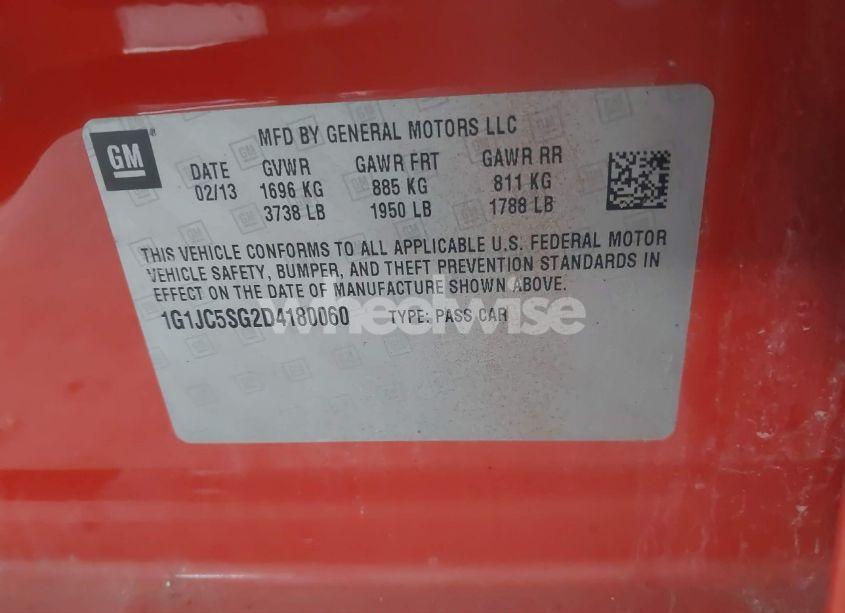 GM
MFD BY GENERAL MOTORS LLC
DATE GVWR GAWR FRT GAWR RR
02/13 1696 KG 885 KG 811 KG
3738 LB 1950 LB 1788 LB
THIS VEHICLE CONFORMS TO ALL APPLICABLE U.S. FEDERAL MOTOR
VEHICLE SAFETY, BUMPER, AND THEFT PREVENTION STANDARDS IN
EFFECT ON THE DATE OF MANUFACTURE SHOWN ABOVE.
1G1JC5SG2D4180060 TYPE: PASS CAR
wheelwise